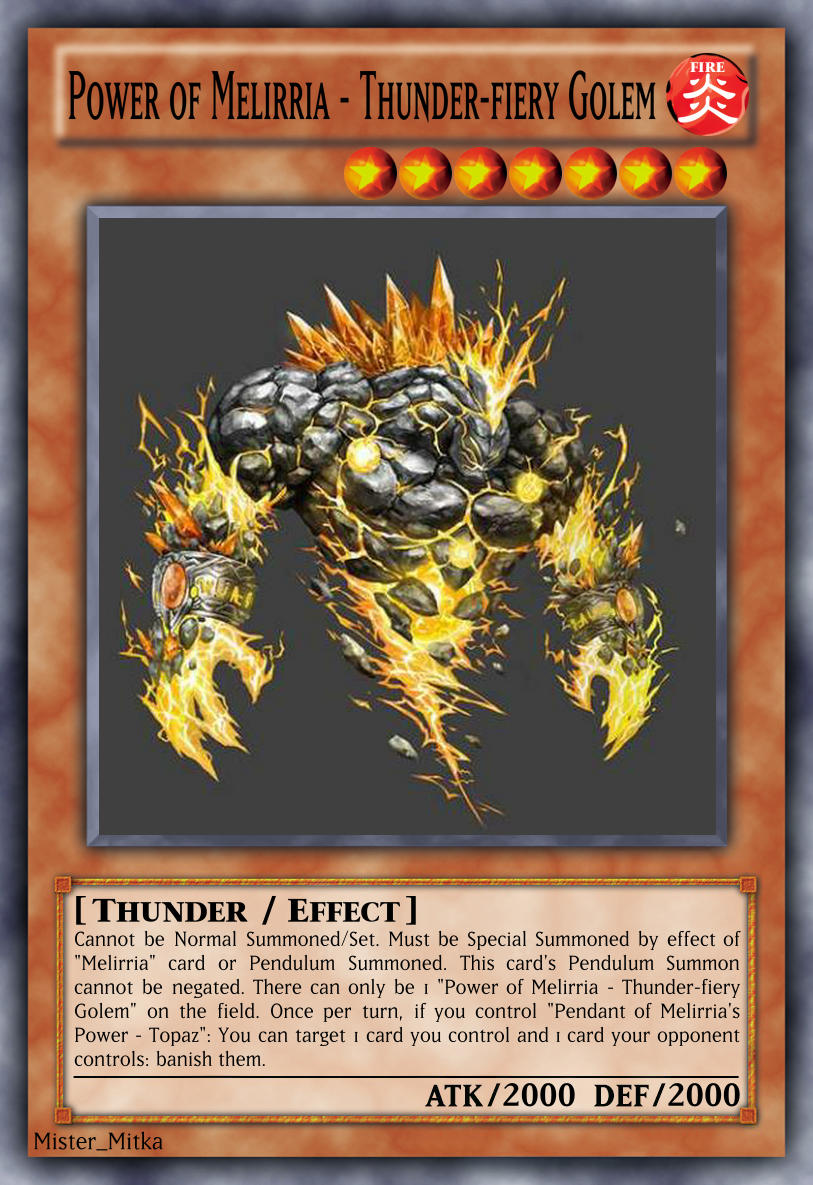 Power of Melirria - Thunder-fiery Golem
FIRE
炎
[ Thunder / Effect ]
Cannot be Normal Summoned/Set. Must be Special Summoned by effect of
"Melirria" card or Pendulum Summoned. This card's Pendulum Summon
cannot be negated. There can only be 1 "Power of Melirria - Thunder-fiery
Golem" on the field. Once per turn, if you control "Pendant of Melirria's
Power - Topaz": You can target 1 card you control and 1 card your opponent
controls: banish them.
ATK/2000 DEF/2000
Mister_Mitka